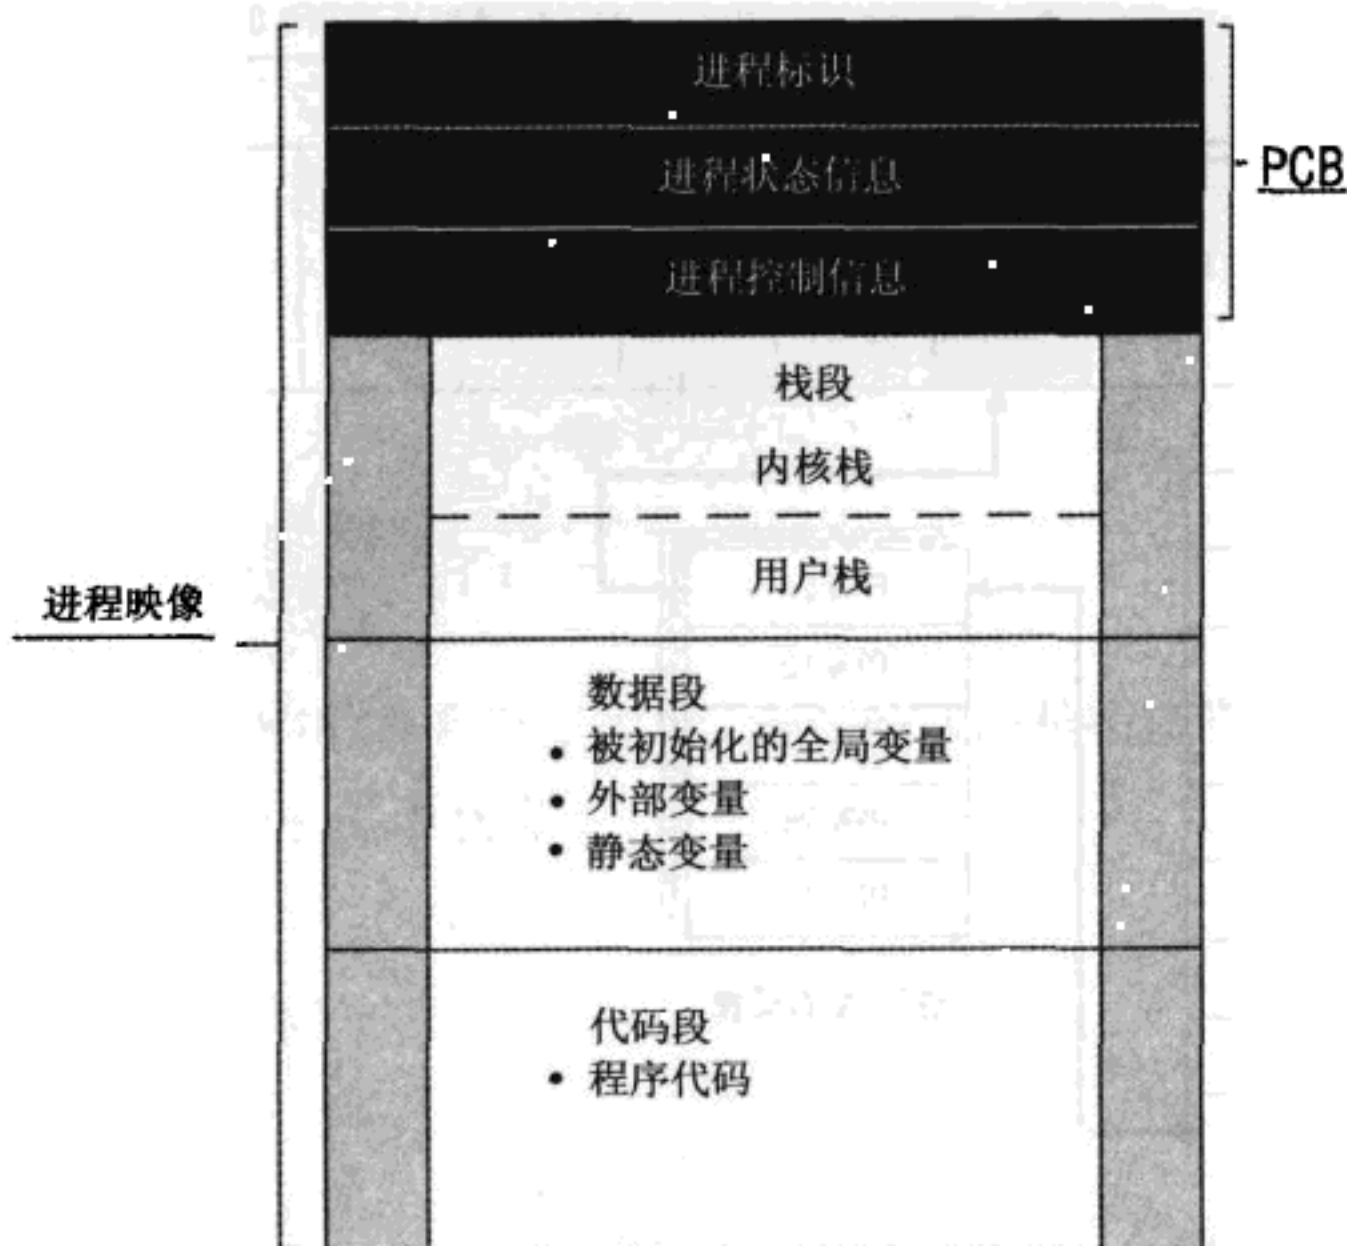 进程标识
进程状态信息
进程控制信息
PCB
栈段
内核栈
用户栈
进程映像
数据段
• 被初始化的全局变量
• 外部变量
• 静态变量
代码段
• 程序代码